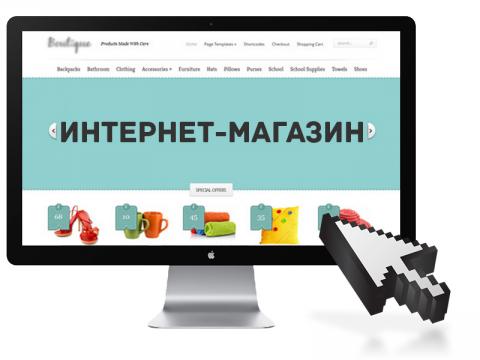 Boutique Products Made With Care
Home Page Templates Shortcodes Checkout Shopping Cart
Backpacks Bathroom Clothing Accessories Furniture Hats Pillows Purses School School Supplies Towels Shoes
ИНТЕРНЕТ-МАГАЗИН
SPECIAL OFFERS
68 10 45 35